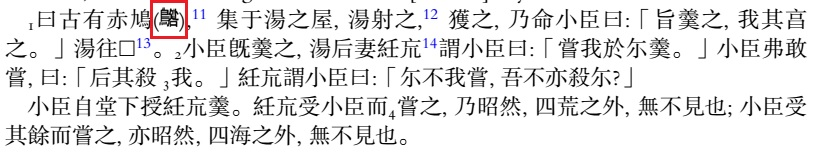 ₁曰古有赤鳩(),11 集于湯之屋, 湯射之,12 獲之, 乃命小臣曰:「旨羹之, 我其亯
之。」湯往□13。₂小臣旣羹之, 湯后妻紝巟14謂小臣曰:「嘗我於尒羹。」小臣弗敢
嘗, 曰:「后其殺 ₃我。」紝巟謂小臣曰:「尒不我嘗, 吾不亦殺尒?」
小臣自堂下授紝巟羹。紝巟受小臣而₄嘗之, 乃昭然, 四荒之外, 無不見也; 小臣受
其餘而嘗之, 亦昭然, 四海之外, 無不見也。